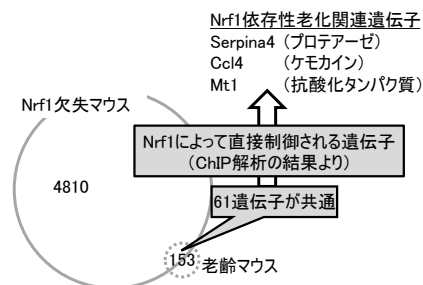 Nrf1依存性老化関連遺伝子
Serpina4（プロテアーゼ）
Ccl4 （ケモカイン）
Mt1 （抗酸化タンパク質）
Nrf1欠失マウス
Nrf1によって直接制御される遺伝子
（ChIP解析の結果より）
4810
61遺伝子が共通
153 老齢マウス